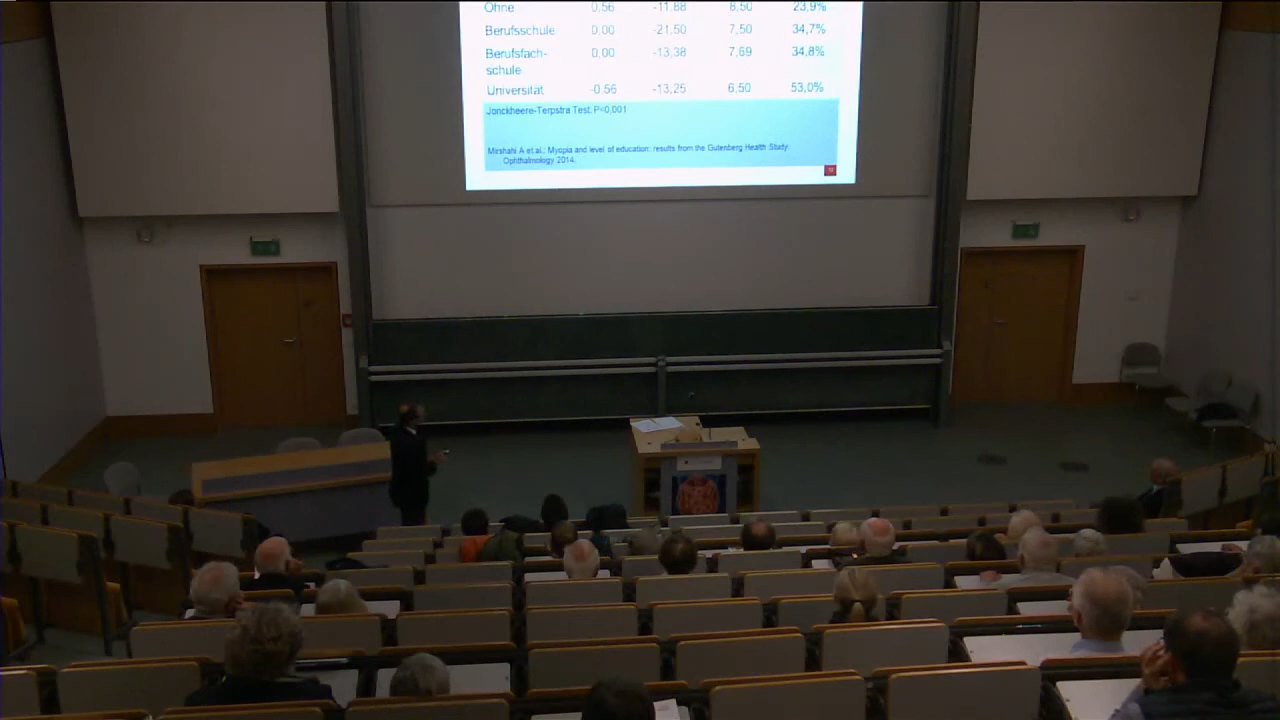 Ohne 0,56 -11,88 8,50 23,9%
Berufsschule 0,00 -21,50 7,50 34,7%
Berufsfach- 0,00 -13,38 7,69 34,8%
schule
Universität -0,56 -13,25 6,50 53,0%
Jonckheere-Terpstra Test: P<0,001
Mirshahi A et al.: Myopia and level of education: results from the Gutenberg Health Study.
Ophthalmology 2014.